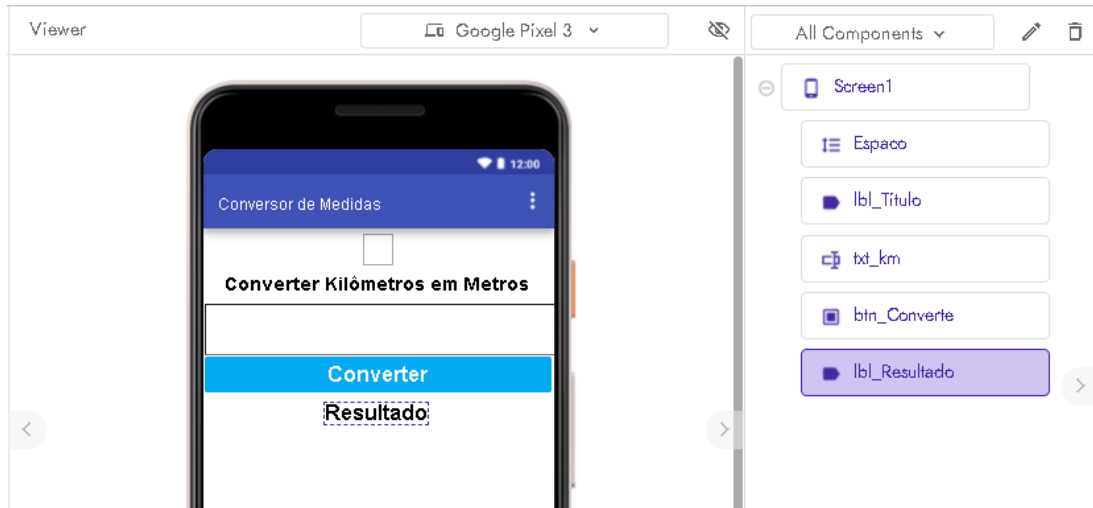 Viewer
Google Pixel 3
All Components
Screen1
Espaco
lbl_Título
txt_km
btn_Converte
lbl_Resultado
12:00
Conversor de Medidas
Converter Kilômetros em Metros
Converter
Resultado